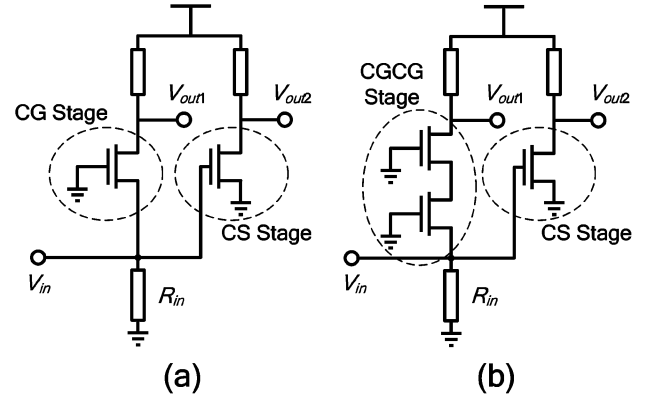 CG Stage
Vout1
Vout2
CS Stage
Vin
Rin
(a)
CGCG
Stage
Vout1
Vout2
CS Stage
Vin
Rin
(b)